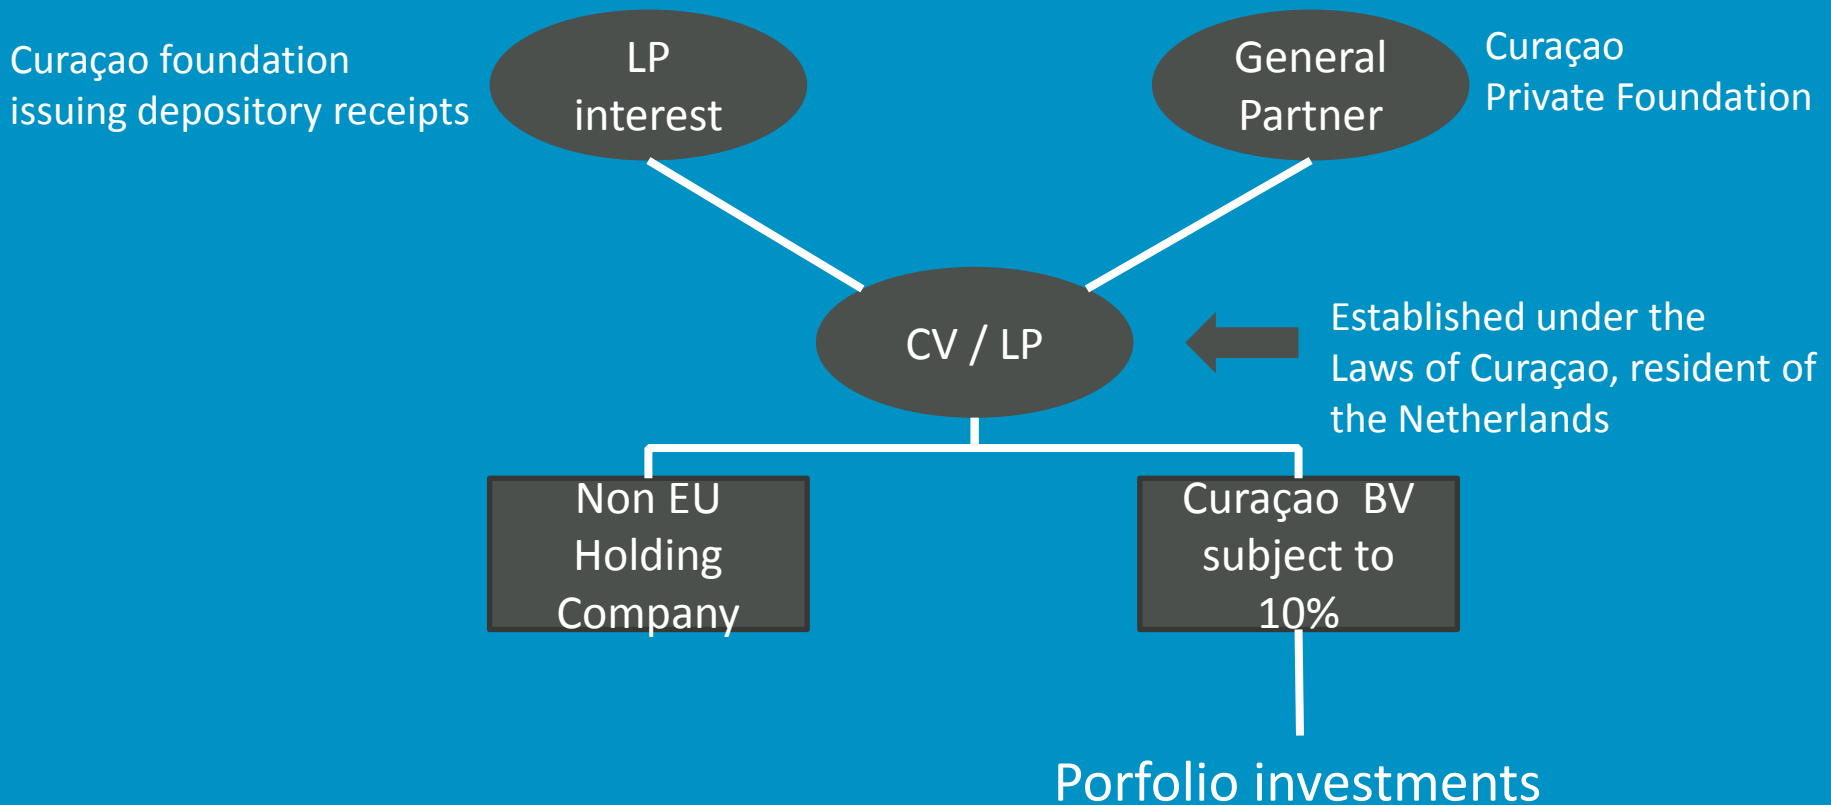 Curaçao foundation
issuing depository receipts
LP
interest
General
Partner
Curaçao
Private Foundation
CV / LP
Established under the
Laws of Curaçao, resident of
the Netherlands
Non EU
Holding
Company
Curaçao BV
subject to
10%
Porfolio investments